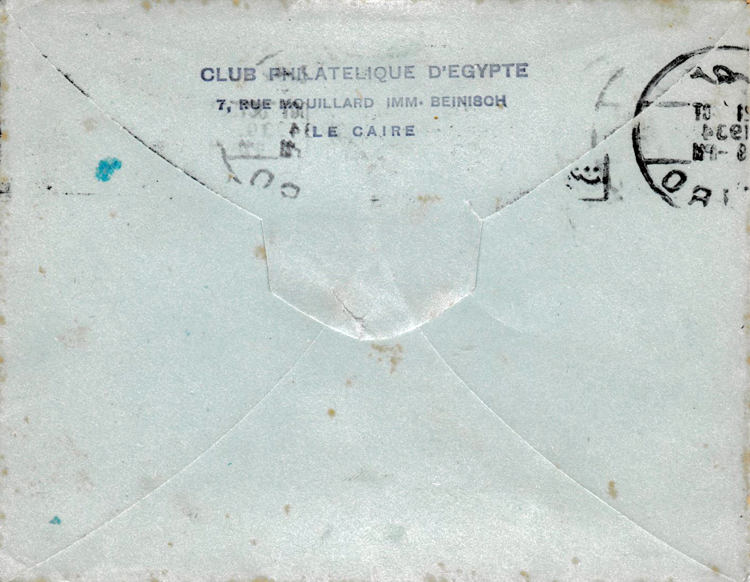 CLUB PHILATELIQUE D'EGYPTE
7, RUE MOUILLARD IMM. BEINISCH
LE CAIRE